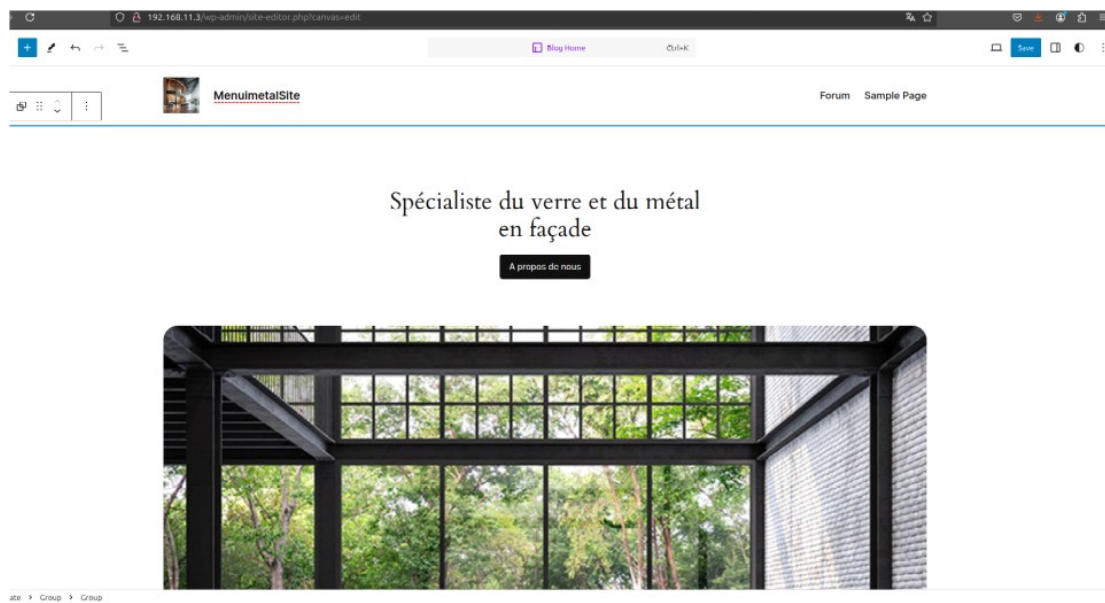 192.168.11.3/wp-admin/site-editor.php?canvas=edit
Blog Home Ctrl+K
Save
MenuimetalSite
Forum Sample Page
Spécialiste du verre et du métal
en façade
A propos de nous
ate > Group > Group